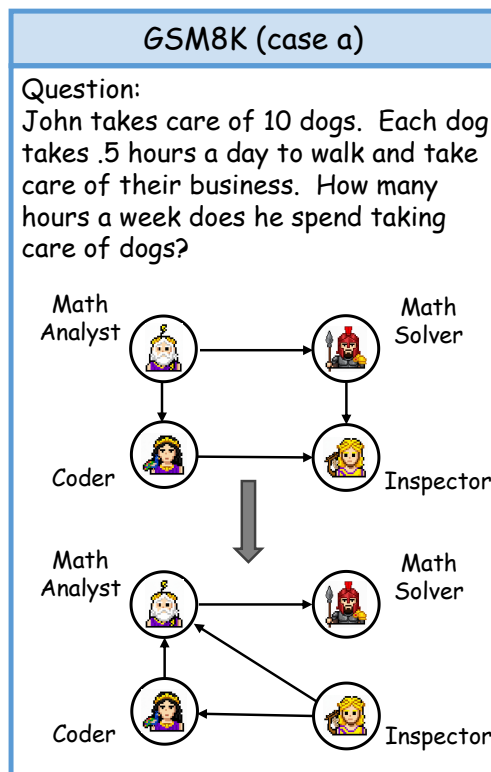 GSM8K (case a)
Question:
John takes care of 10 dogs.  Each dog
takes .5 hours a day to walk and take
care of their business.  How many
hours a week does he spend taking
care of dogs?
Math
Analyst
Math
Solver
Coder
Inspector
Math
Analyst
Math
Solver
Coder
Inspector